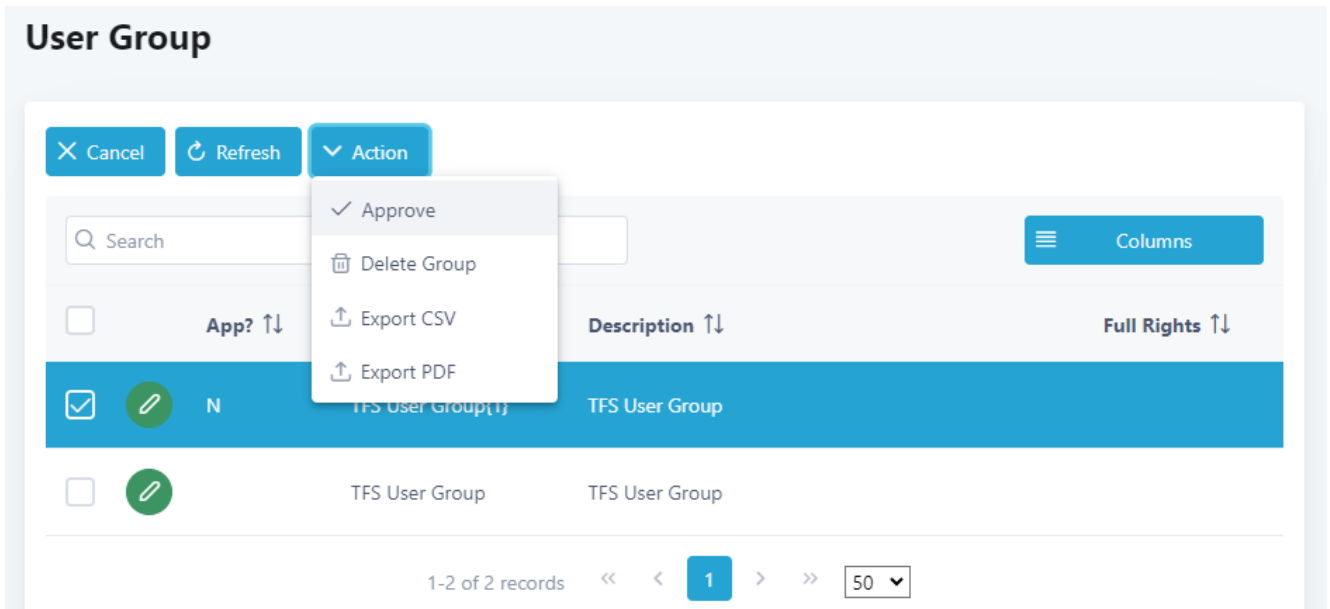 User Group
Cancel Refresh Action
Approve
Search Columns
Delete Group
App? Export CSV Description Full Rights
Export PDF
N TFS User Group{1} TFS User Group
TFS User Group TFS User Group
1-2 of 2 records << < 1 > >> 50